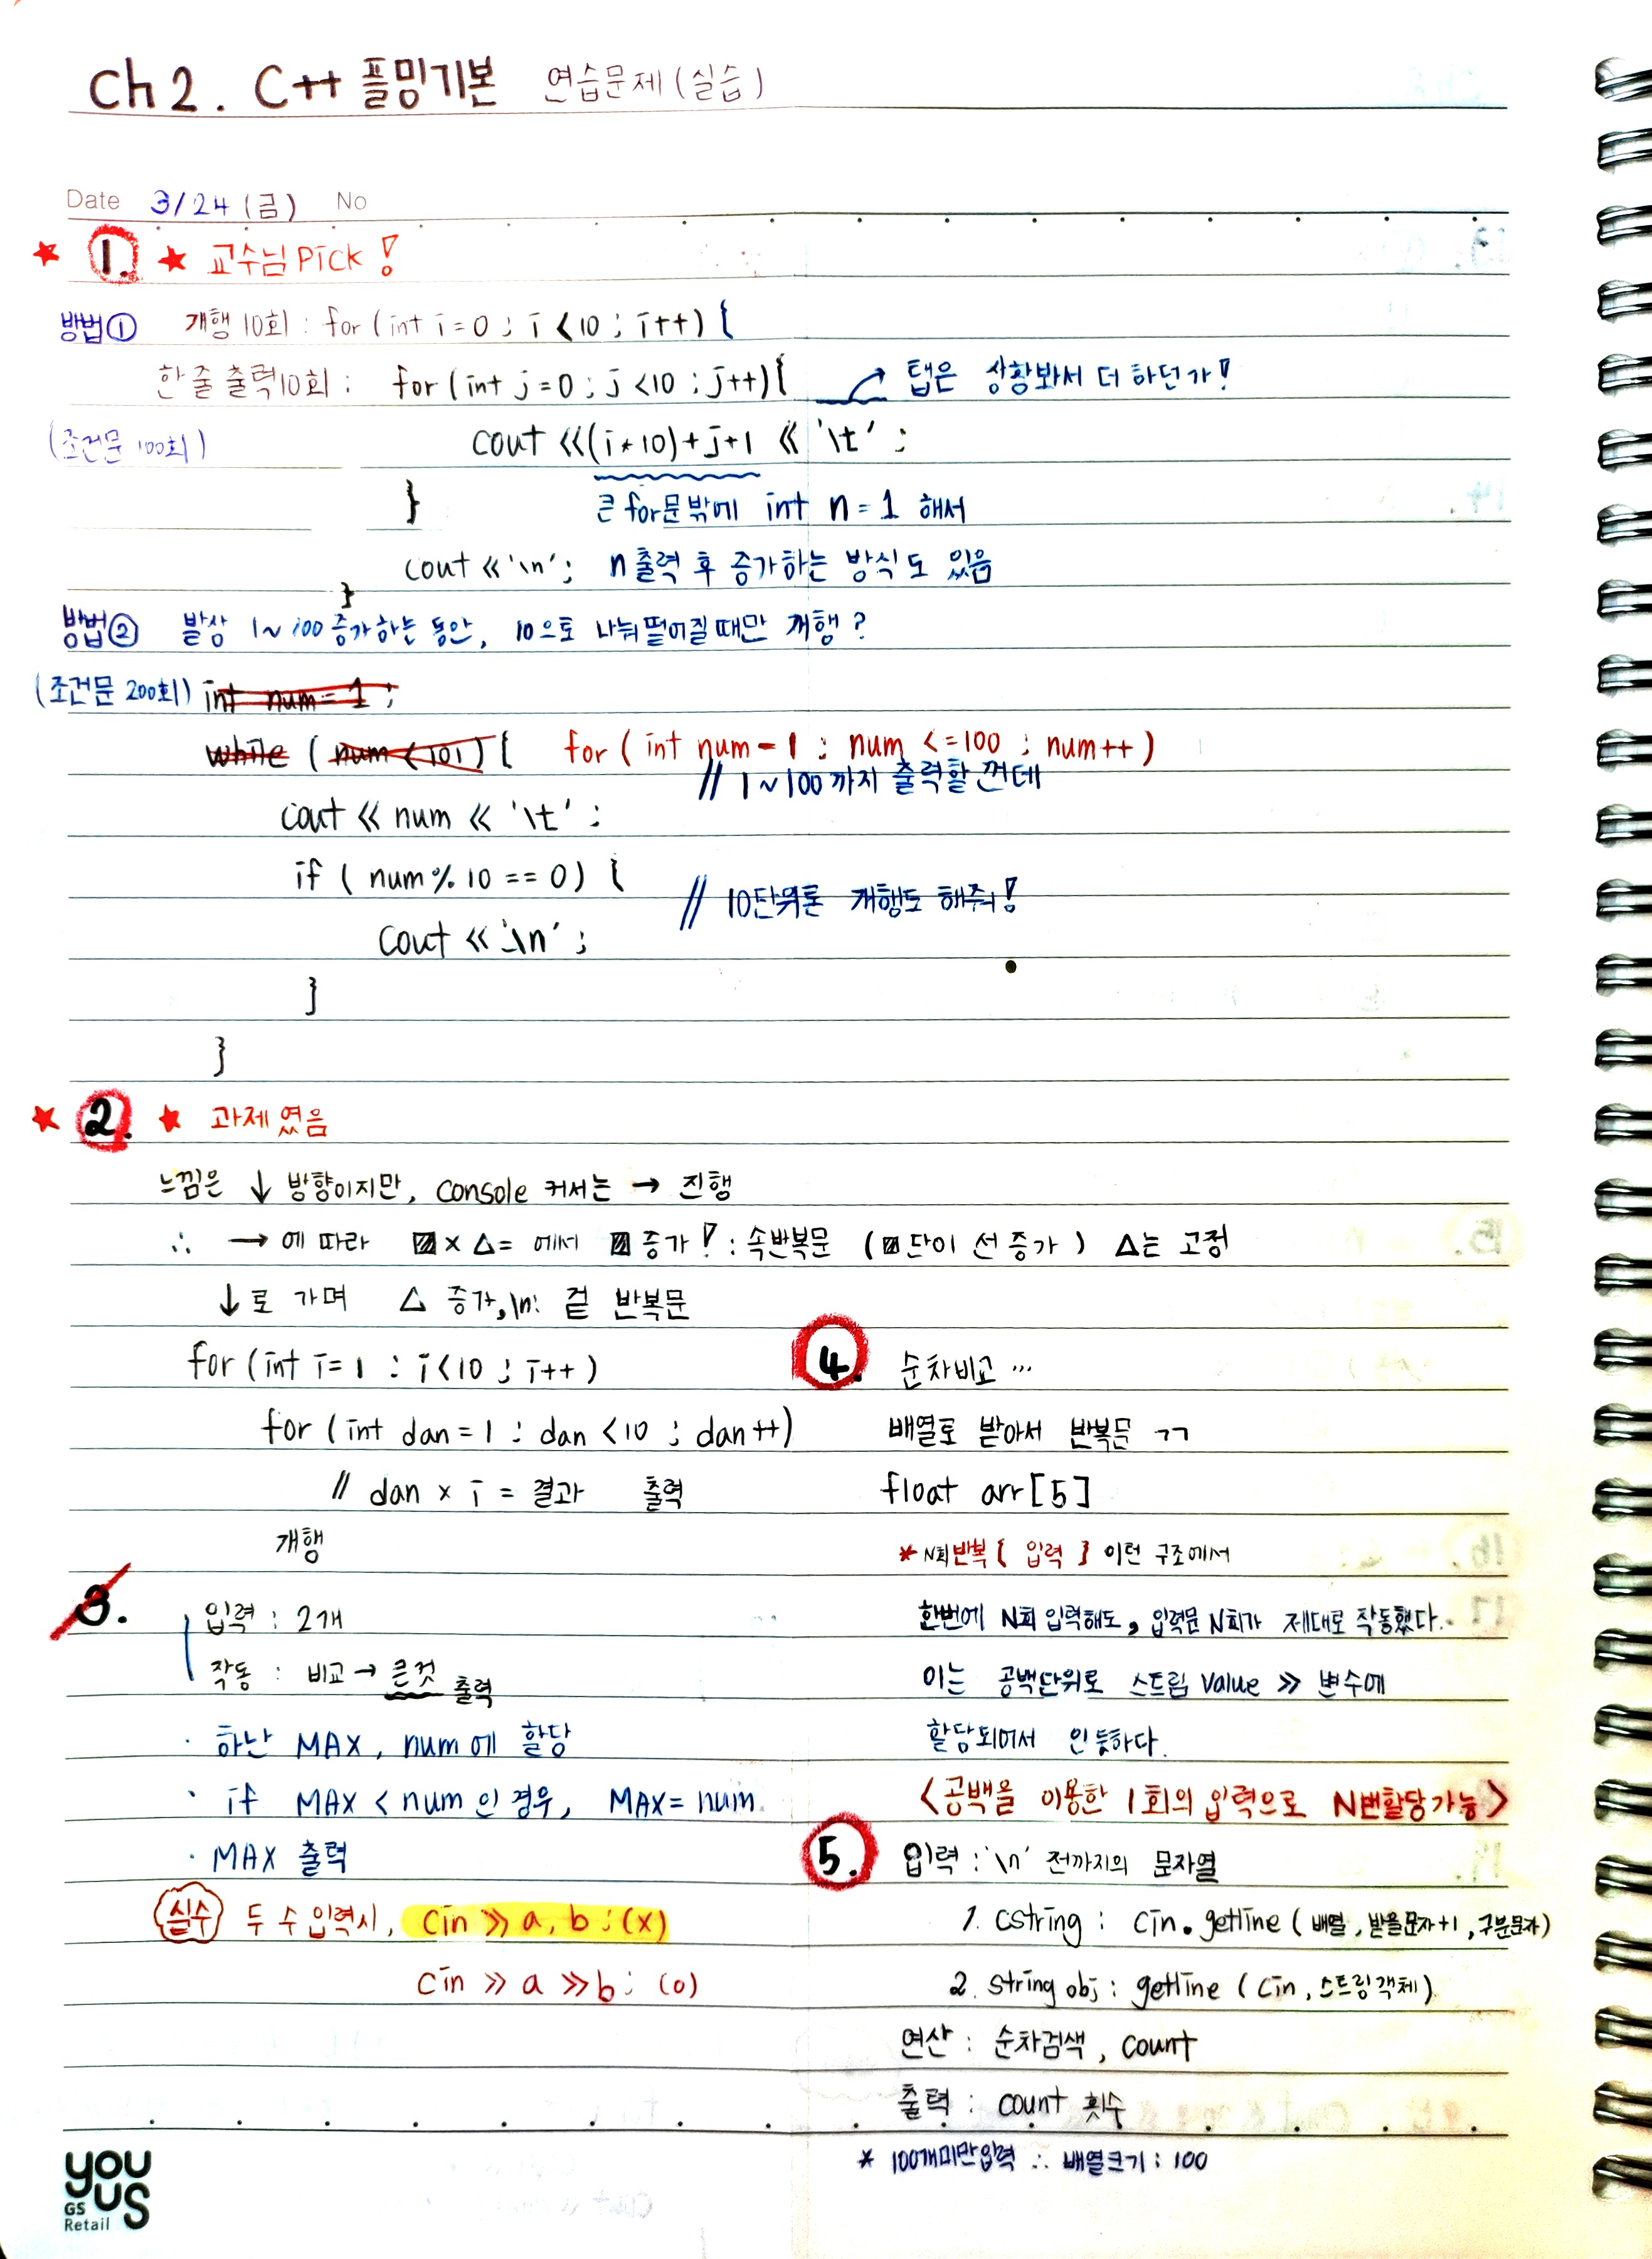 Ch 2. C++ 플밍기본 연습문제(실습)
Date 3/24 (금) No
★ 1. ★ 교수님 Pick!
방법① 개행 10회 : for (int i=0 ; i<10 ; i++) {
한 줄 출력 10회 : for (int j=0 ; j<10 ; j++){ 탭은 상황봐서 더 하던가!
(조건문 100회) cout <<(i*10)+j+1 << '\t' ;
} 큰 for문 밖에 int n = 1 해서
cout << '\n' ; n 출력 후 증가하는 방식도 있음
}
방법② 발상 1~100 증가하는 동안, 10으로 나눠떨어질때만 개행?
(조건문 200회) int num = 1 ;
while ( num < 101 ) { for ( int num = 1 ; num <=100 ; num++ )
// 1~100까지 출력할껀데
cout << num << '\t' ;
if ( num % 10 == 0) {
// 10단위론 개행도 해줘!
cout << '\n' ;
}
}
★ 2. ★ 과제였음
느낌은 ↓ 방향이지만, console 커서는 → 진행
∴ → 에 따라 ▨ × △ = 에서 ▨ 증가! : 속반복문 (▨단이 선 증가) △는 고정
↓로 가며 △ 증가, \n : 겉 반복문
for (int i=1 ; i<10 ; i++)
for (int dan = 1 ; dan <10 ; dan++)
// dan × i = 결과 출력
개행
3. 입력 : 2개
작동 : 비교 → 큰것 출력
· 하난 MAX, num에 할당
· if MAX < num 인 경우, MAX = num
· MAX 출력
실수 두 수 입력시, cin >> a, b ; (x)
cin >> a >> b ; (o)
4. 순차비교 …
배열로 받아서 반복문 ㄱㄱ
float arr[5]
* N회 반복 { 입력 } 이런 구조에서
한번에 N회 입력해도, 입력문 N회가 제대로 작동했다.
이는 공백단위로 스트림 value >> 변수에
할당되어서 인듯하다.
<공백을 이용한 1회의 입력으로 N번할당가능>
5. 입력 : '\n' 전까지의 문자열
1. cstring : cin.getline ( 배열, 받을문자+1, 구분문자)
2. string obj : getline ( cin, 스트링객체)
연산 : 순차검색, count
출력 : count 횟수
* 100개미만입력 ∴ 배열크기 : 100
you
us
GS
Retail